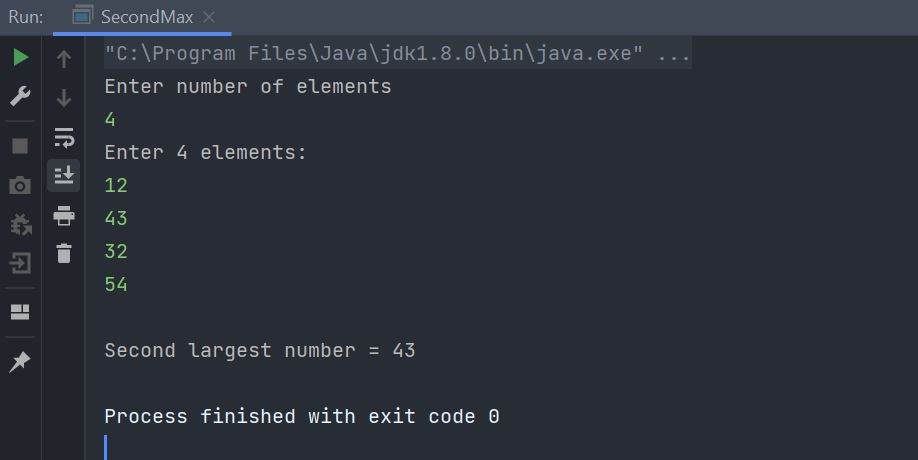 Run: SecondMax
"C:\Program Files\Java\jdk1.8.0\bin\java.exe" ...
Enter number of elements
4
Enter 4 elements:
12
43
32
54
Second largest number = 43
Process finished with exit code 0